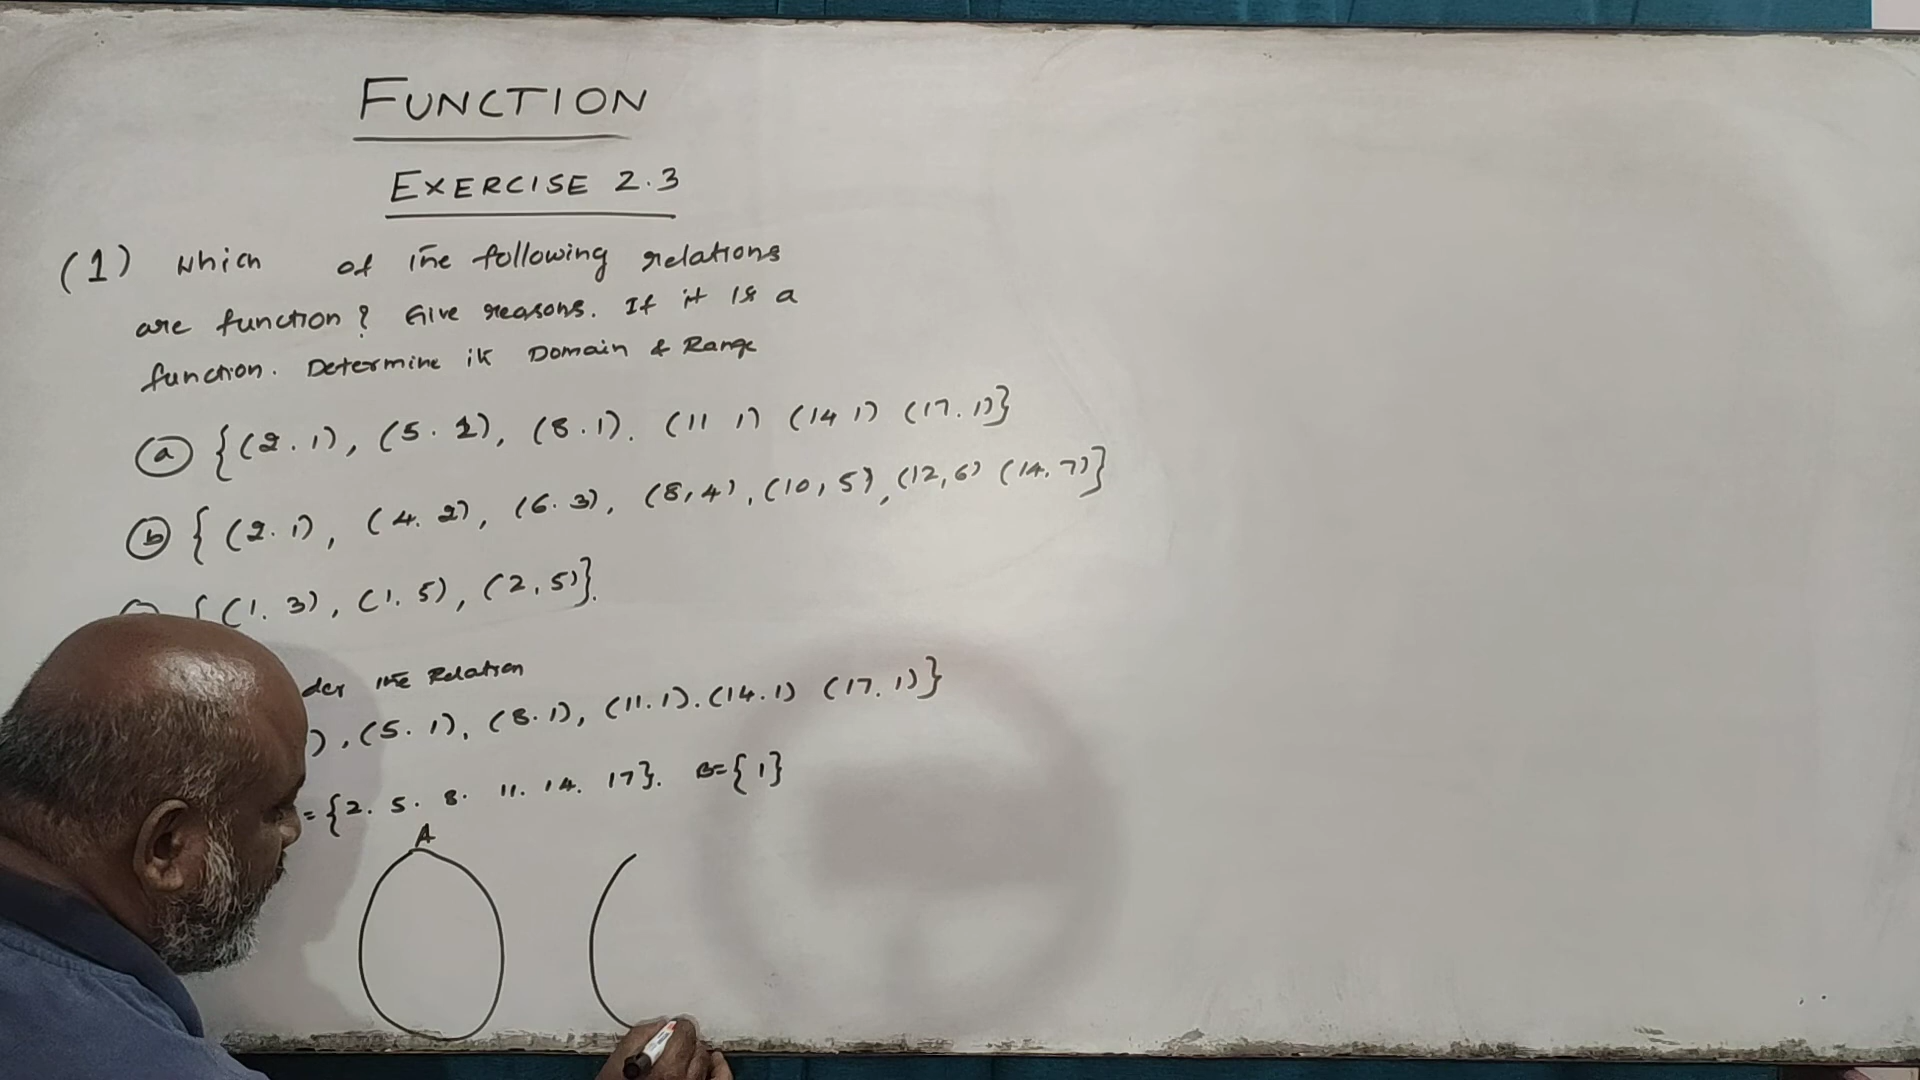 FUNCTION
EXERCISE 2.3
(1) Which of the following relations
are function? Give reasons. If it is a
function. Determine its Domain & Range
(a) {(2.1), (5.1), (8.1). (11 1) (14 1) (17.1)}
(b) {(2.1), (4.2), (6.3), (8,4), (10,5), (12,6) (14,7)}
{(1.3), (1.5), (2,5)}.
der the Relation
), (5.1), (8.1), (11.1). (14.1) (17.1)}
= {2. 5. 8. 11. 14. 17}. B={1}
A